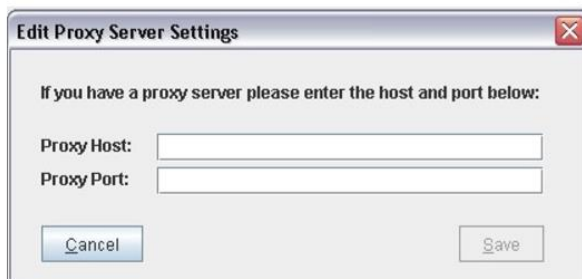 Edit Proxy Server Settings
If you have a proxy server please enter the host and port below:
Proxy Host:
Proxy Port:
Cancel
Save